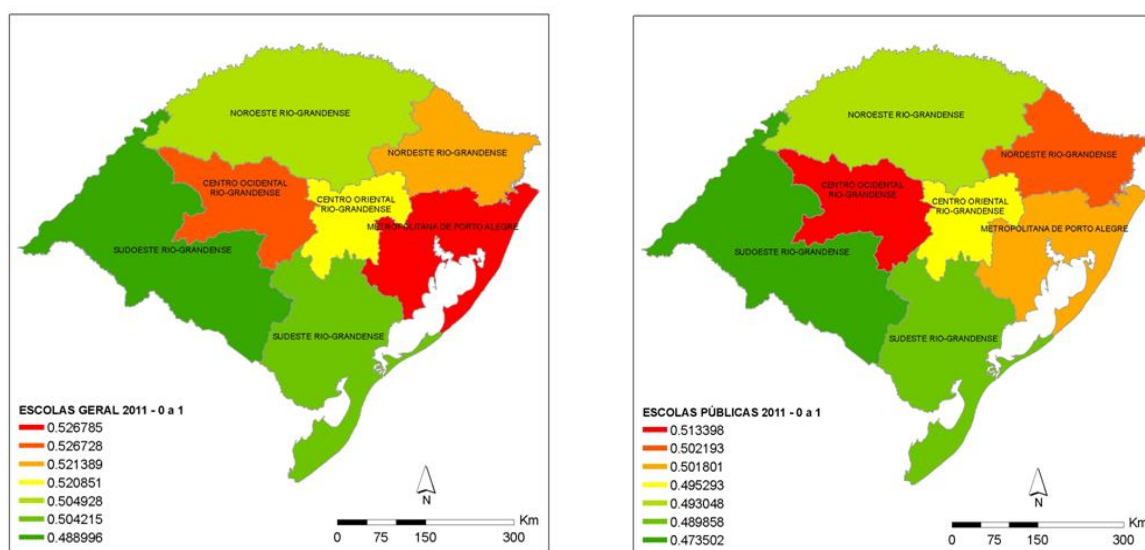 NOROESTE RIO-GRANDENSE
NORDESTE RIO-GRANDENSE
CENTRO OCIDENTAL
RIO-GRANDENSE
CENTRO ORIENTAL
RIO-GRANDENSE
METROPOLITANA DE PORTO ALEGRE
SUDOESTE RIO-GRANDENSE
SUDESTE RIO-GRANDENSE
ESCOLAS GERAL 2011 - 0 a 1
0.526785
0.526728
0.521389
0.520851
0.504928
0.504215
0.488996
N
Km
0 75 150 300
NOROESTE RIO-GRANDENSE
NORDESTE RIO-GRANDENSE
CENTRO OCIDENTAL
RIO-GRANDENSE
CENTRO ORIENTAL
RIO-GRANDENSE
METROPOLITANA DE PORTO ALEGRE
SUDOESTE RIO-GRANDENSE
SUDESTE RIO-GRANDENSE
ESCOLAS PÚBLICAS 2011 - 0 a 1
0.513398
0.502193
0.501801
0.495293
0.493048
0.489858
0.473502
N
Km
0 75 150 300